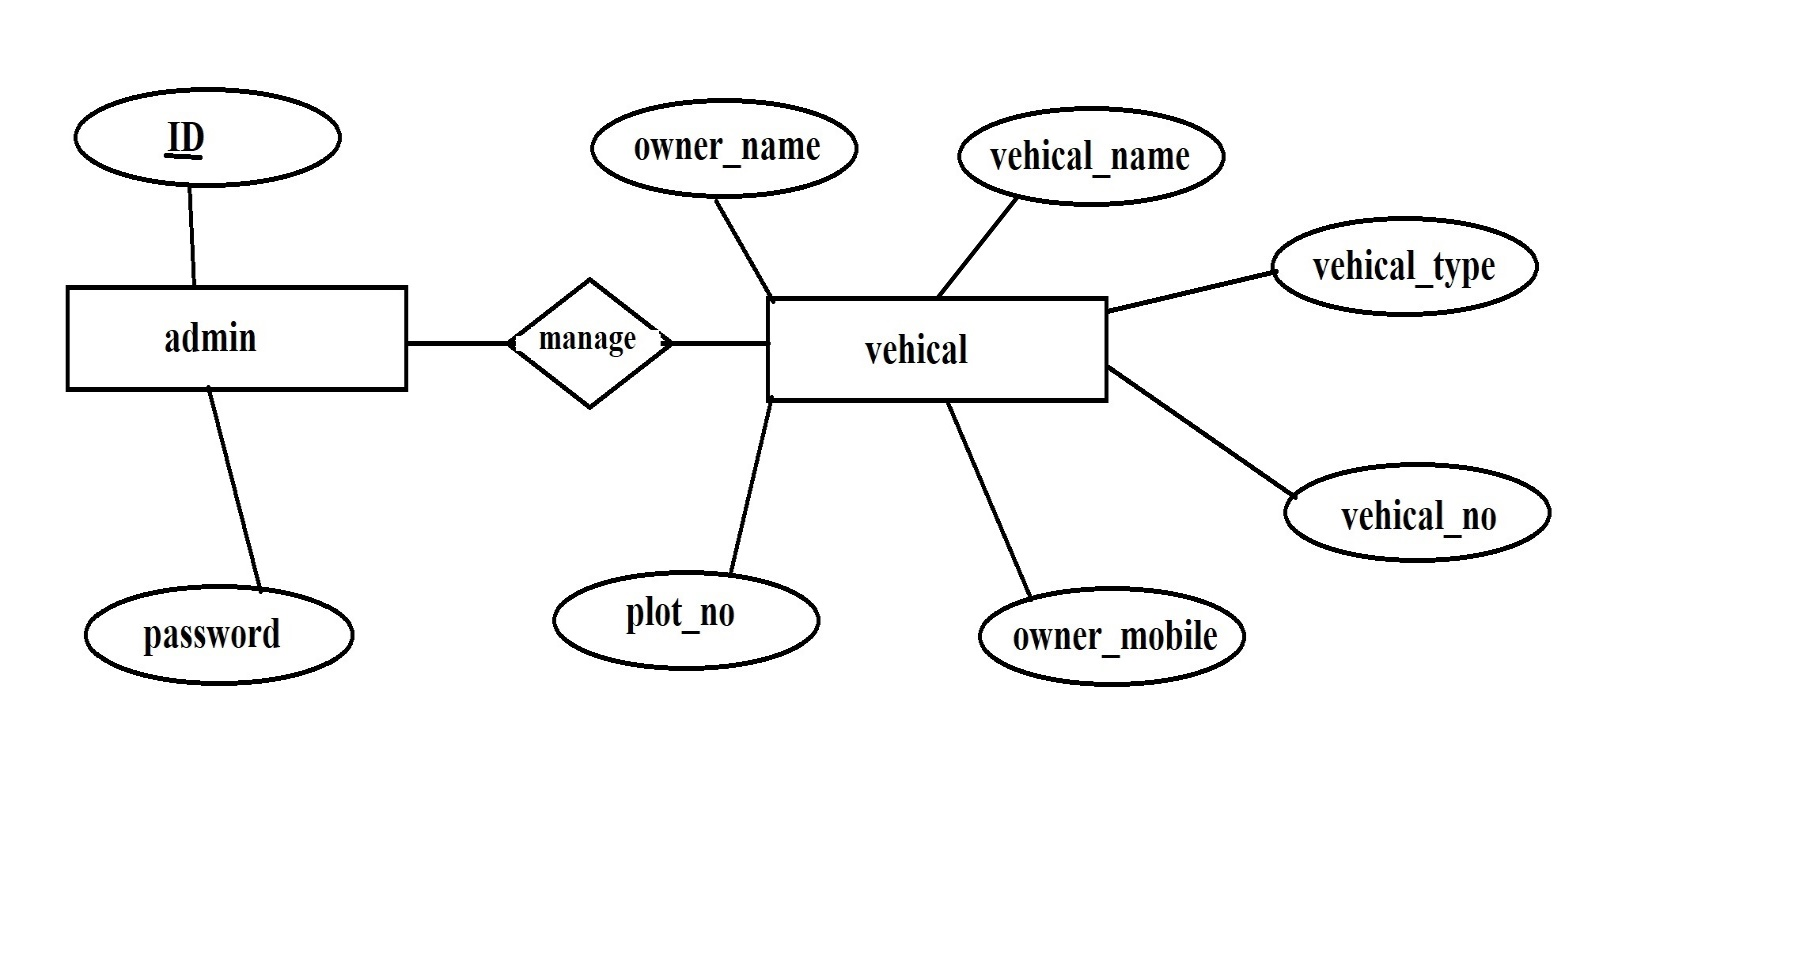 ID
owner_name
vehical_name
vehical_type
admin
manage
vehical
vehical_no
plot_no
owner_mobile
password